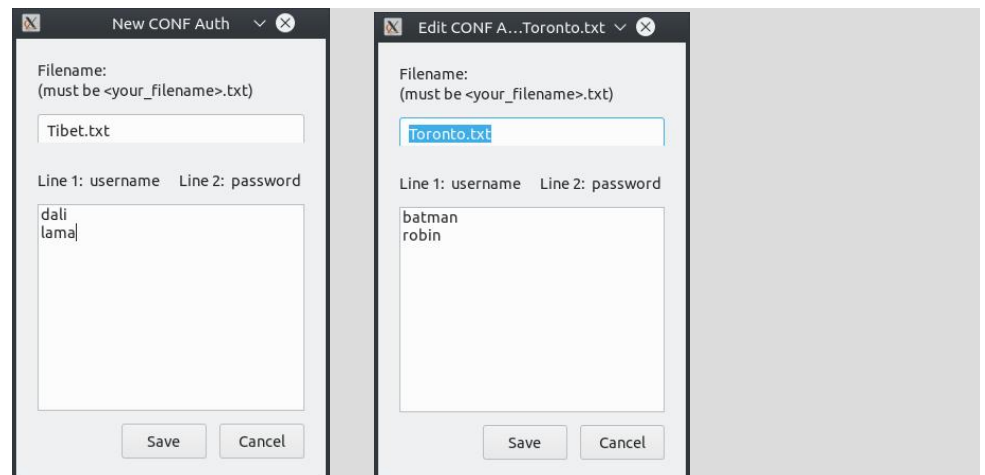 New CONF Auth
Filename:
(must be <your_filename>.txt)
Tibet.txt
Line 1: username Line 2: password
dali
lama
Save Cancel
Edit CONF A...Toronto.txt
Filename:
(must be <your_filename>.txt)
Toronto.txt
Line 1: username Line 2: password
batman
robin
Save Cancel